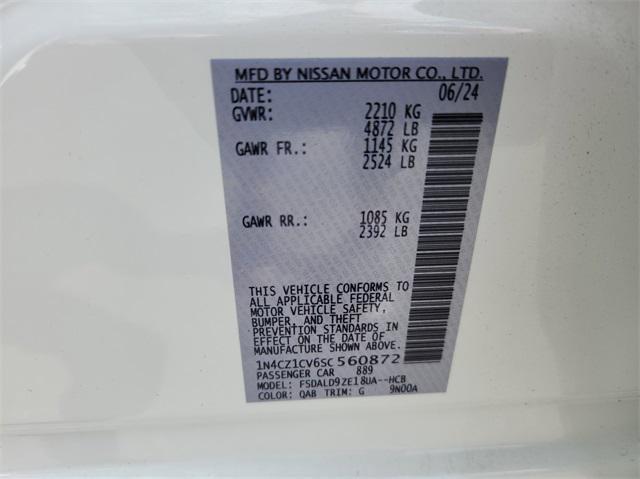 MFD BY NISSAN MOTOR CO., LTD.
DATE: 06/24
GVWR: 2210 KG
4872 LB
GAWR FR.: 1145 KG
2524 LB
GAWR RR.: 1085 KG
2392 LB
THIS VEHICLE CONFORMS TO
ALL APPLICABLE FEDERAL
MOTOR VEHICLE SAFETY,
BUMPER, AND THEFT
PREVENTION STANDARDS IN
EFFECT ON THE DATE OF
MANUFACTURE SHOWN ABOVE.
1N4CZ1CV6SC560872
PASSENGER CAR 889
MODEL: FSDALD9ZE18UA--HCB
COLOR: QAB TRIM: G 9N00A